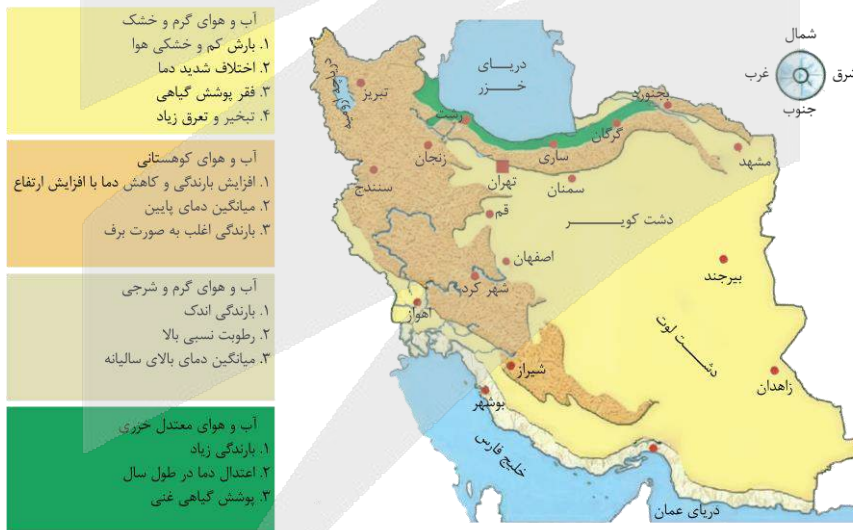 آب و هوای گرم و خشک
۱. بارش کم و خشکی هوا
۲. اختلاف شدید دما
۳. فقر پوشش گیاهی
۴. تبخیر و تعرق زیاد
آب و هوای کوهستانی
۱. افزایش بارندگی و کاهش دما با افزایش ارتفاع
۲. میانگین دمای پایین
۳. بارندگی اغلب به صورت برف
آب و هوای گرم و شرجی
۱. بارندگی اندک
۲. رطوبت نسبی بالا
۳. میانگین دمای بالای سالیانه
آب و هوای معتدل خزری
۱. بارندگی زیاد
۲. اعتدال دما در طول سال
۳. پوشش گیاهی غنی
شمال
شرق
غرب
جنوب
دریای
خزر
دریاچه ارومیه
تبریز
رشت
بجنورد
گرگان
ساری
زنجان
مشهد
تهران
سمنان
سنندج
قم
دشت کویر
اصفهان
بیرجند
شهر کرد
اهواز
دشت لوت
شیراز
زاهدان
بوشهر
خلیج فارس
دریای عمان